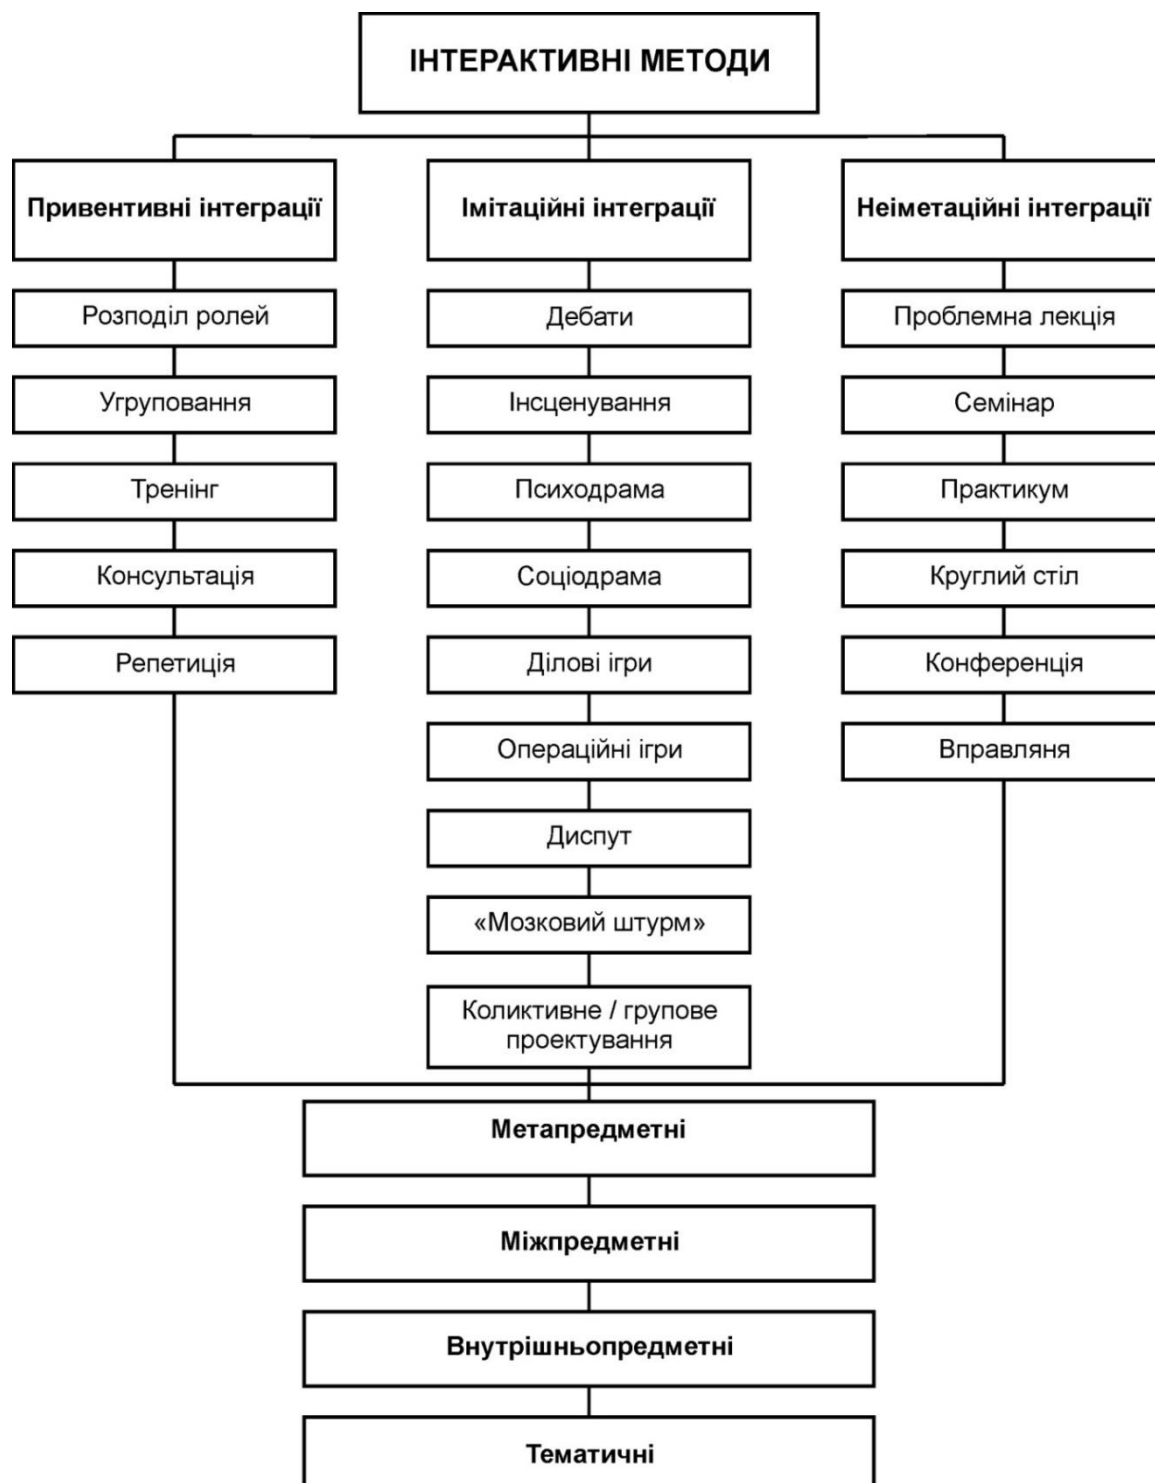 ІНТЕРАКТИВНІ МЕТОДИ
Привентивні інтеграції
Розподіл ролей
Угруповання
Тренінг
Консультація
Репетиція
Імітаційні інтеграції
Дебати
Інсценування
Психодрама
Соціодрама
Ділові ігри
Операційні ігри
Диспут
«Мозковий штурм»
Коликтивне / групове
проектування
Неіметаційні інтеграції
Проблемна лекція
Семінар
Практикум
Круглий стіл
Конференція
Вправляня
Метапредметні
Міжпредметні
Внутрішньопредметні
Тематичні